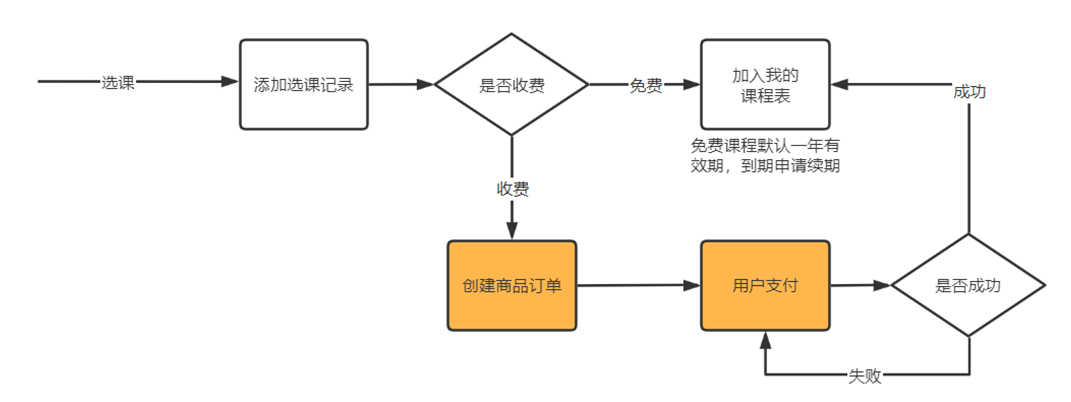 选课
添加选课记录
是否收费
免费
加入我的
课程表
成功
免费课程默认一年有
效期，到期申请续期
收费
创建商品订单
用户支付
是否成功
失败